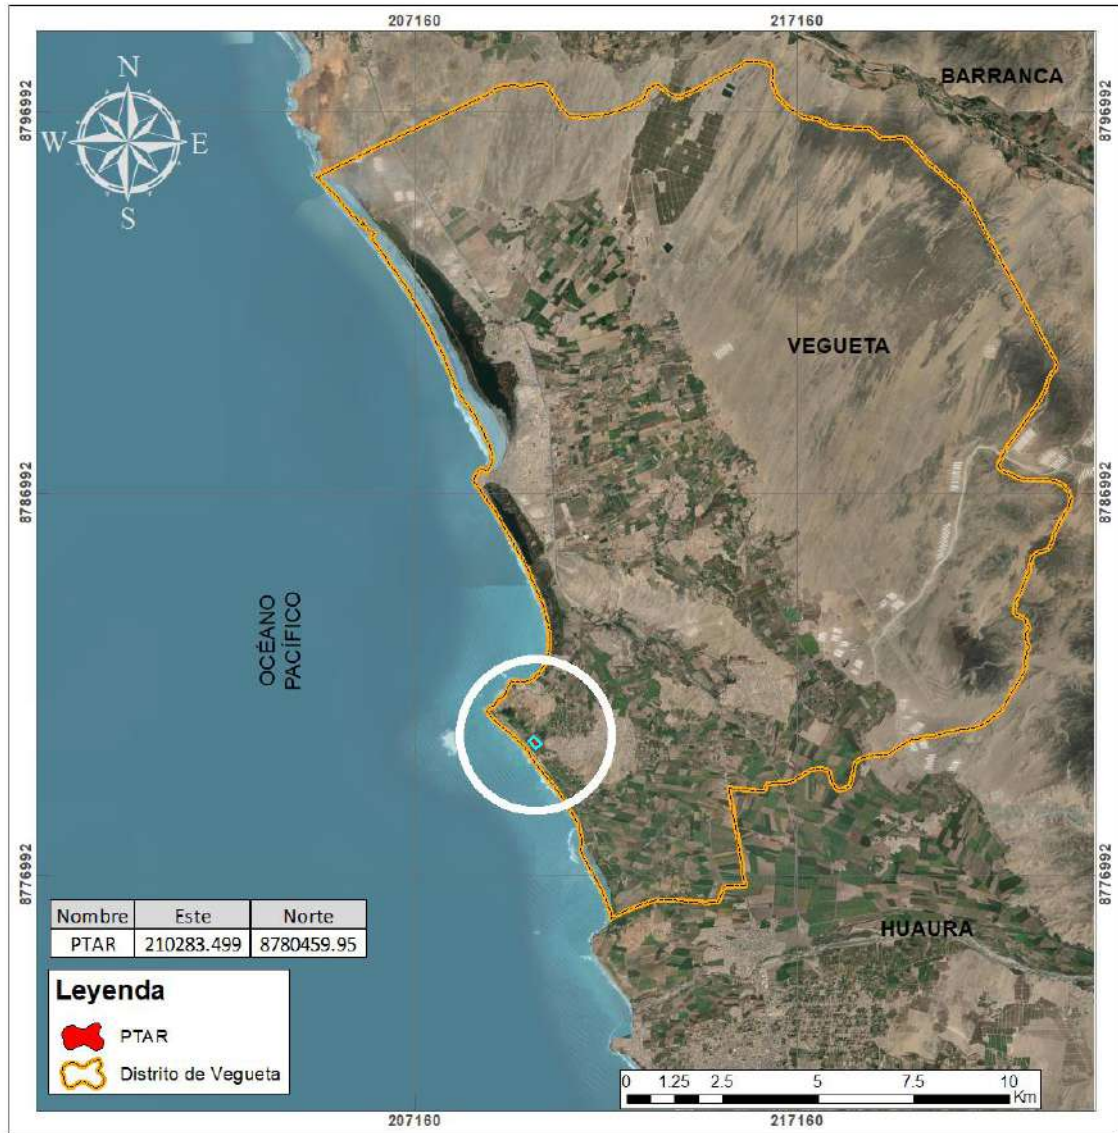 207160 217160
BARRANCA
8796992 8796992
N
W E
S
VEGUETA
8786992 8786992
OCÉANO
PACÍFICO
8776992 8776992
Nombre Este Norte
PTAR 210283.499 8780459.95
HUAURA
Leyenda
PTAR
Distrito de Vegueta
0 1.25 2.5 5 7.5 10
Km
207160 217160